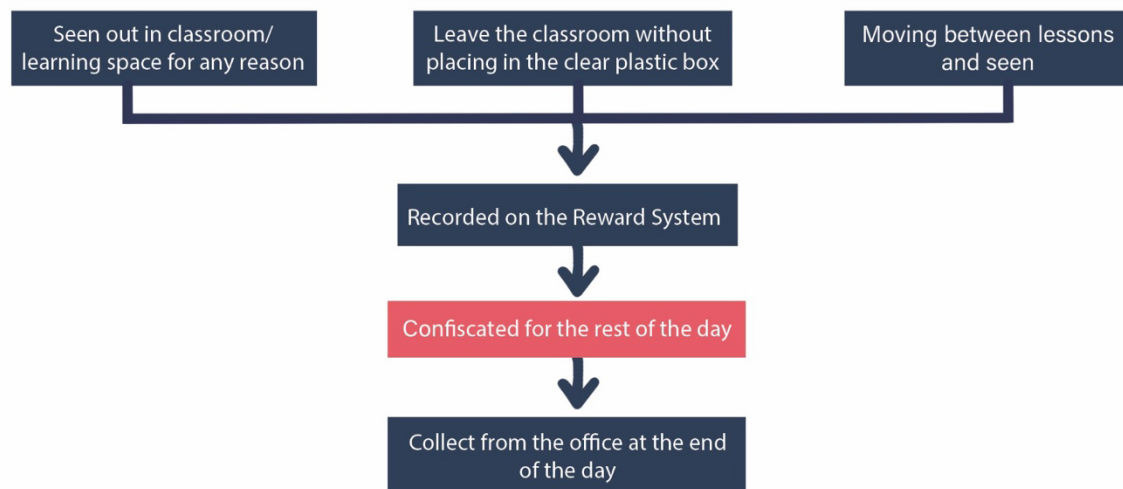 Seen out in classroom/
learning space for any reason
Leave the classroom without
placing in the clear plastic box
Moving between lessons
and seen
Recorded on the Reward System
Confiscated for the rest of the day
Collect from the office at the end
of the day